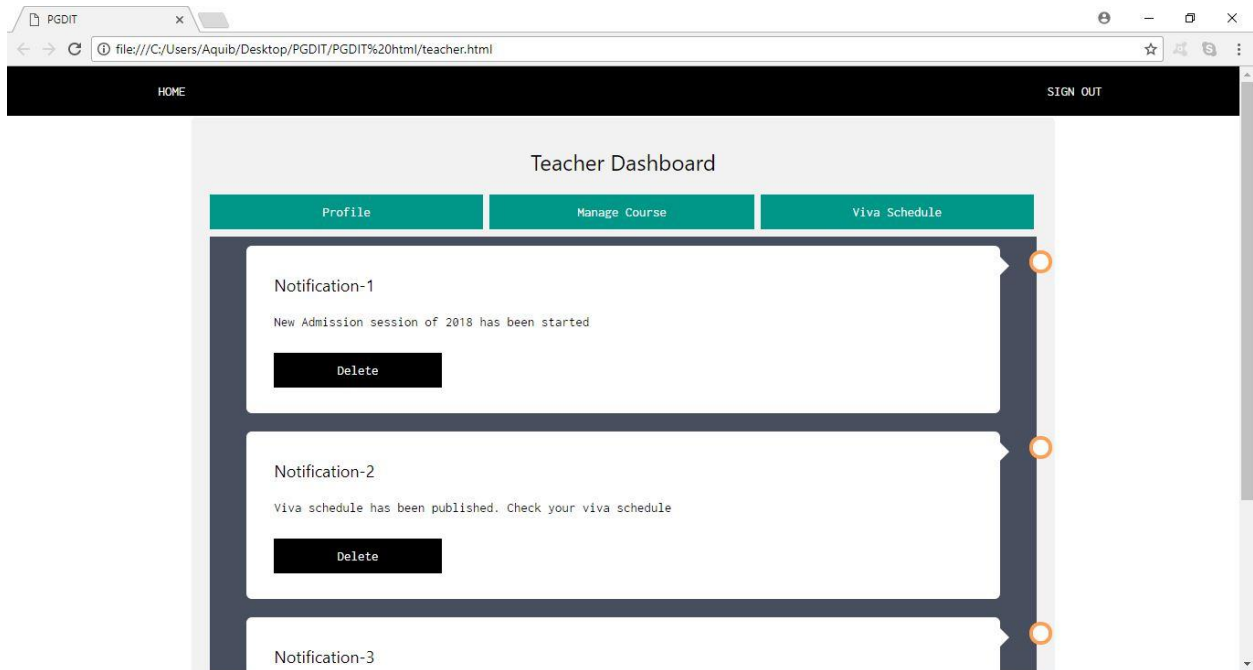 PGDIT
file:///C:/Users/Aquib/Desktop/PGDIT/PGDIT%20html/teacher.html
HOME SIGN OUT
Teacher Dashboard
Profile Manage Course Viva Schedule
Notification-1
New Admission session of 2018 has been started
Delete
Notification-2
Viva schedule has been published. Check your viva schedule
Delete
Notification-3